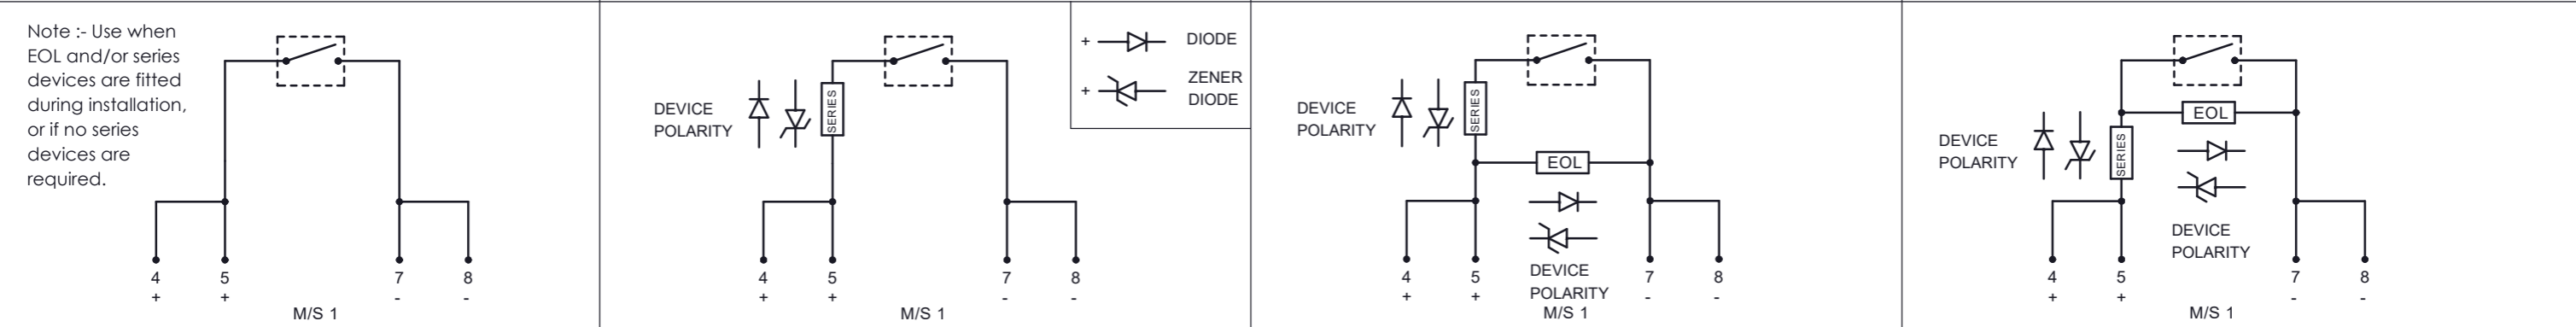 Note :- Use when
EOL and/or series
devices are fitted
during installation,
or if no series
devices are
required.
4 5 7 8
+ + - -
M/S 1
+ DIODE
+ ZENER
DIODE
DEVICE
POLARITY
SERIES
4 5 7 8
+ + - -
M/S 1
DEVICE
POLARITY
SERIES
EOL
DEVICE
POLARITY
4 5 7 8
+ + - -
M/S 1
DEVICE
POLARITY
SERIES
EOL
DEVICE
POLARITY
4 5 7 8
+ + - -
M/S 1